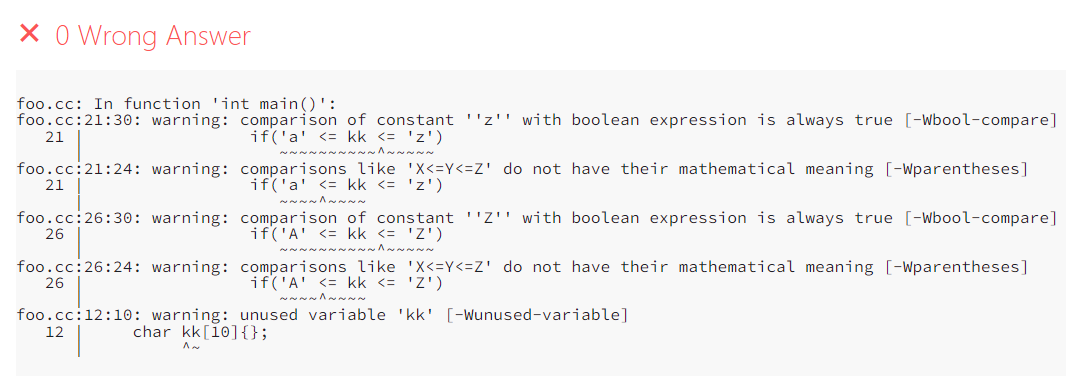 ✕ 0 Wrong Answer
foo.cc: In function 'int main()':
foo.cc:21:30: warning: comparison of constant ''z'' with boolean expression is always true [-Wbool-compare]
   21 |                 if('a' <= kk <= 'z')
      |                    ~~~~~~~~~~^~~~~~
foo.cc:21:24: warning: comparisons like 'X<=Y<=Z' do not have their mathematical meaning [-Wparentheses]
   21 |                 if('a' <= kk <= 'z')
      |                    ~~~~^~~~~
foo.cc:26:30: warning: comparison of constant ''Z'' with boolean expression is always true [-Wbool-compare]
   26 |                 if('A' <= kk <= 'Z')
      |                    ~~~~~~~~~~^~~~~~
foo.cc:26:24: warning: comparisons like 'X<=Y<=Z' do not have their mathematical meaning [-Wparentheses]
   26 |                 if('A' <= kk <= 'Z')
      |                    ~~~~^~~~~
foo.cc:12:10: warning: unused variable 'kk' [-Wunused-variable]
   12 |     char kk[10]{};
      |          ^~